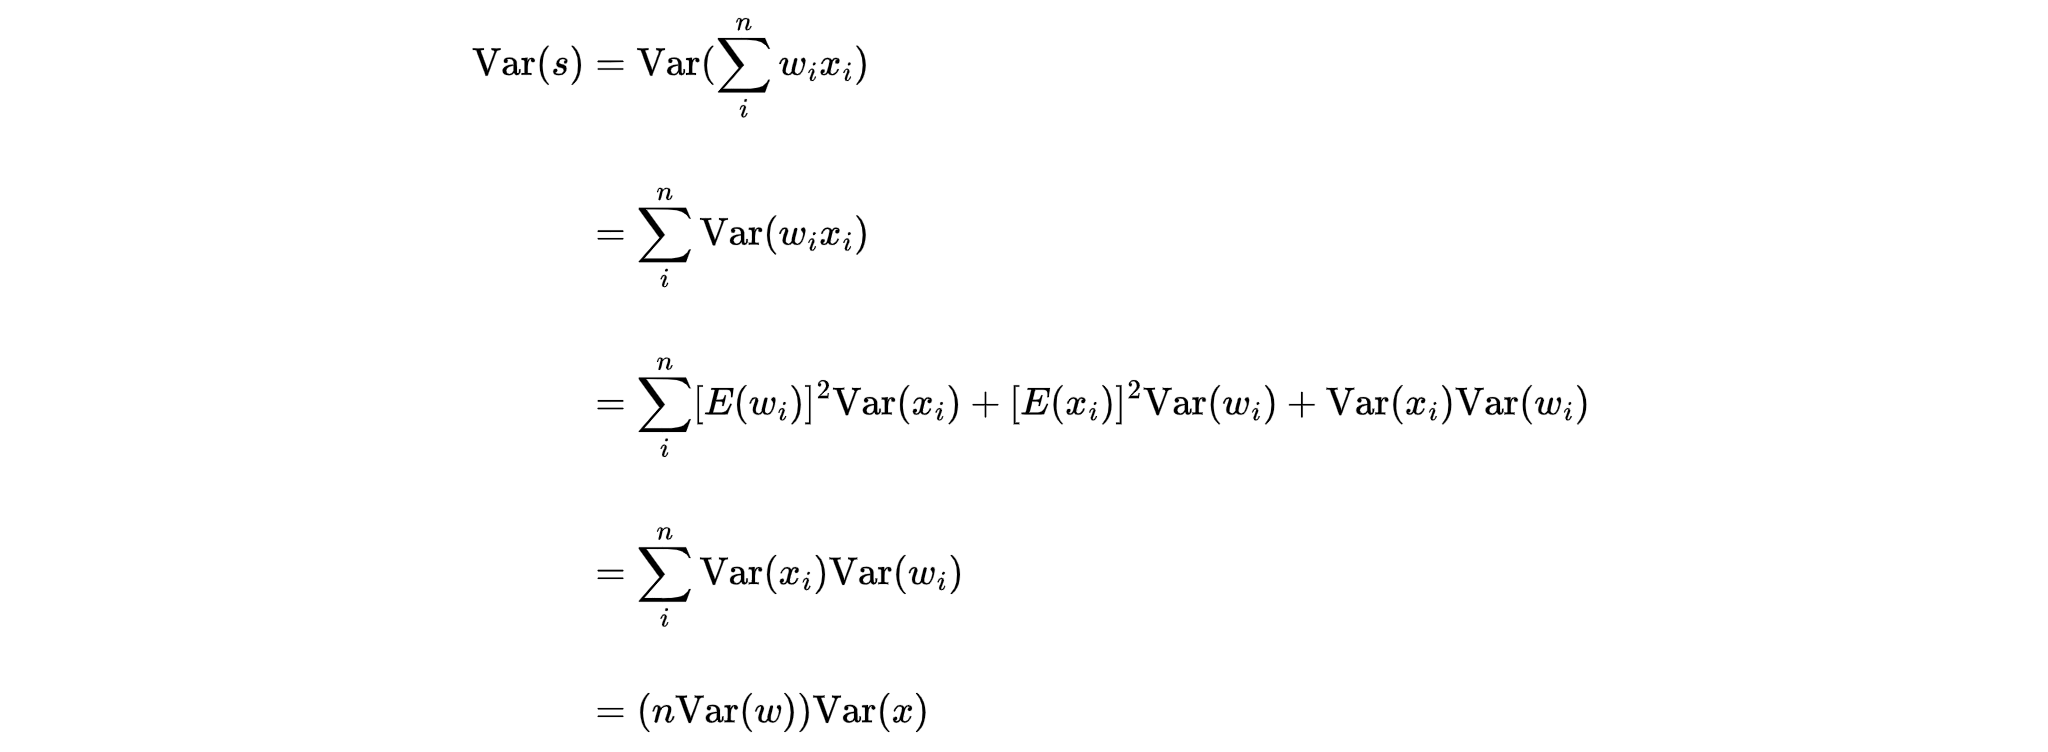 Var(s) = Var(∑_i^n w_i x_i)
= ∑_i^n Var(w_i x_i)
= ∑_i^n [E(w_i)]^2 Var(x_i) + [E(x_i)]^2 Var(w_i) + Var(x_i)Var(w_i)
= ∑_i^n Var(x_i)Var(w_i)
= (nVar(w))Var(x)